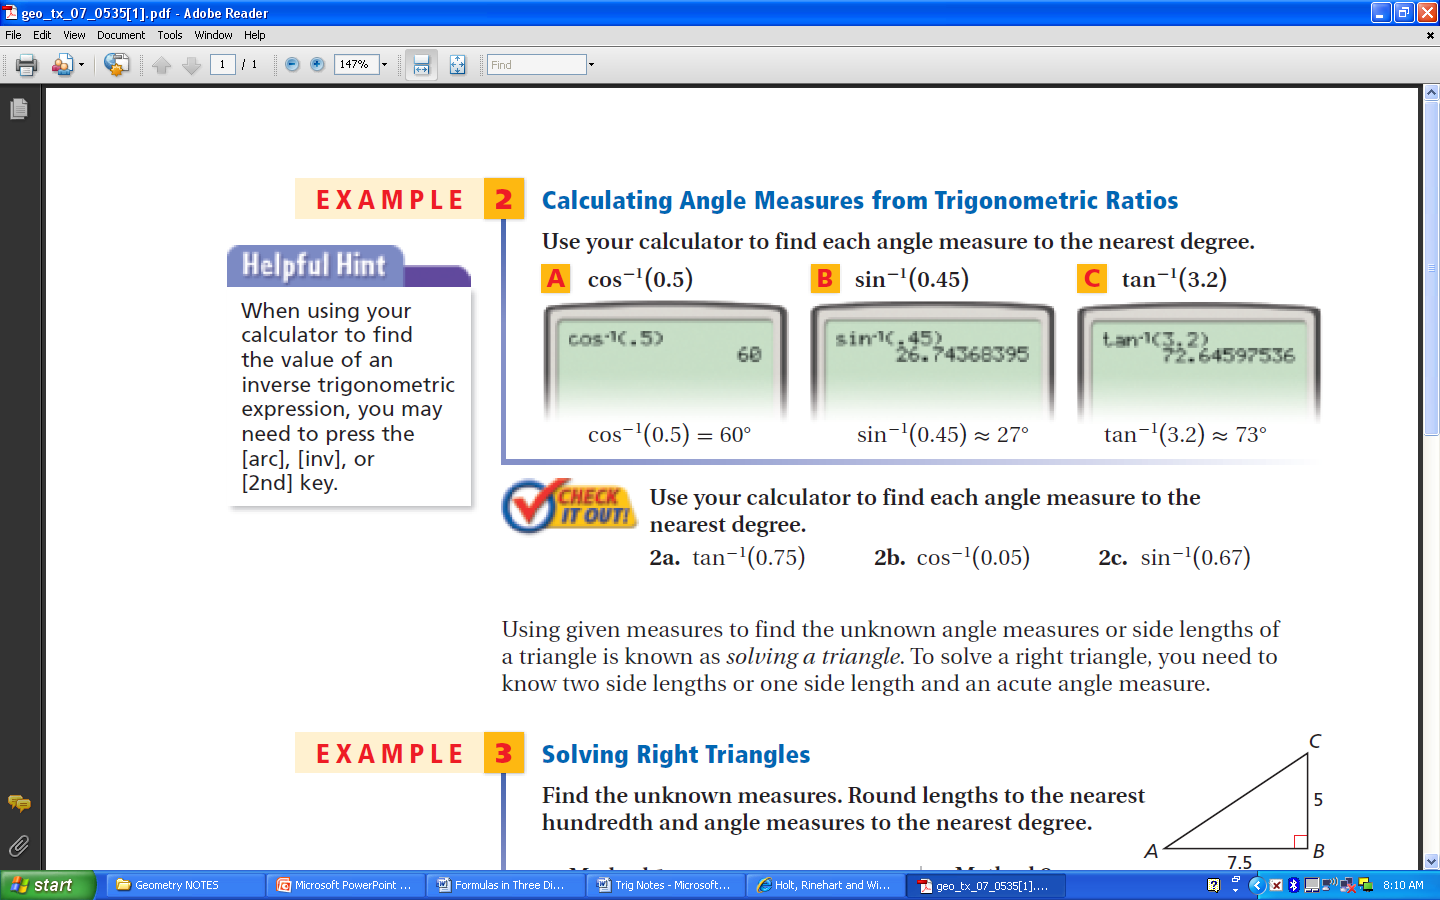 geo_tx_07_0535[1].pdf - Adobe Reader
File Edit View Document Tools Window Help
1 / 1 147% Find
EXAMPLE 2 Calculating Angle Measures from Trigonometric Ratios
Use your calculator to find each angle measure to the nearest degree.
A cos⁻¹(0.5) B sin⁻¹(0.45) C tan⁻¹(3.2)
cos⁻¹(.5)
60
sin⁻¹(.45)
26.74368395
tan⁻¹(3.2)
72.64597536
cos⁻¹(0.5) = 60° sin⁻¹(0.45) ≈ 27° tan⁻¹(3.2) ≈ 73°
Helpful Hint
When using your
calculator to find
the value of an
inverse trigonometric
expression, you may
need to press the
[arc], [inv], or
[2nd] key.
CHECK
IT OUT!
Use your calculator to find each angle measure to the
nearest degree.
2a. tan⁻¹(0.75) 2b. cos⁻¹(0.05) 2c. sin⁻¹(0.67)
Using given measures to find the unknown angle measures or side lengths of
a triangle is known as solving a triangle. To solve a right triangle, you need to
know two side lengths or one side length and an acute angle measure.
EXAMPLE 3 Solving Right Triangles
Find the unknown measures. Round lengths to the nearest
hundredth and angle measures to the nearest degree.
C
5
A
B
7.5
start Geometry NOTES Microsoft PowerPoint ... Formulas in Three Di... Trig Notes - Microsoft... Holt, Rinehart and Wi... geo_tx_07_0535[1].... 8:10 AM